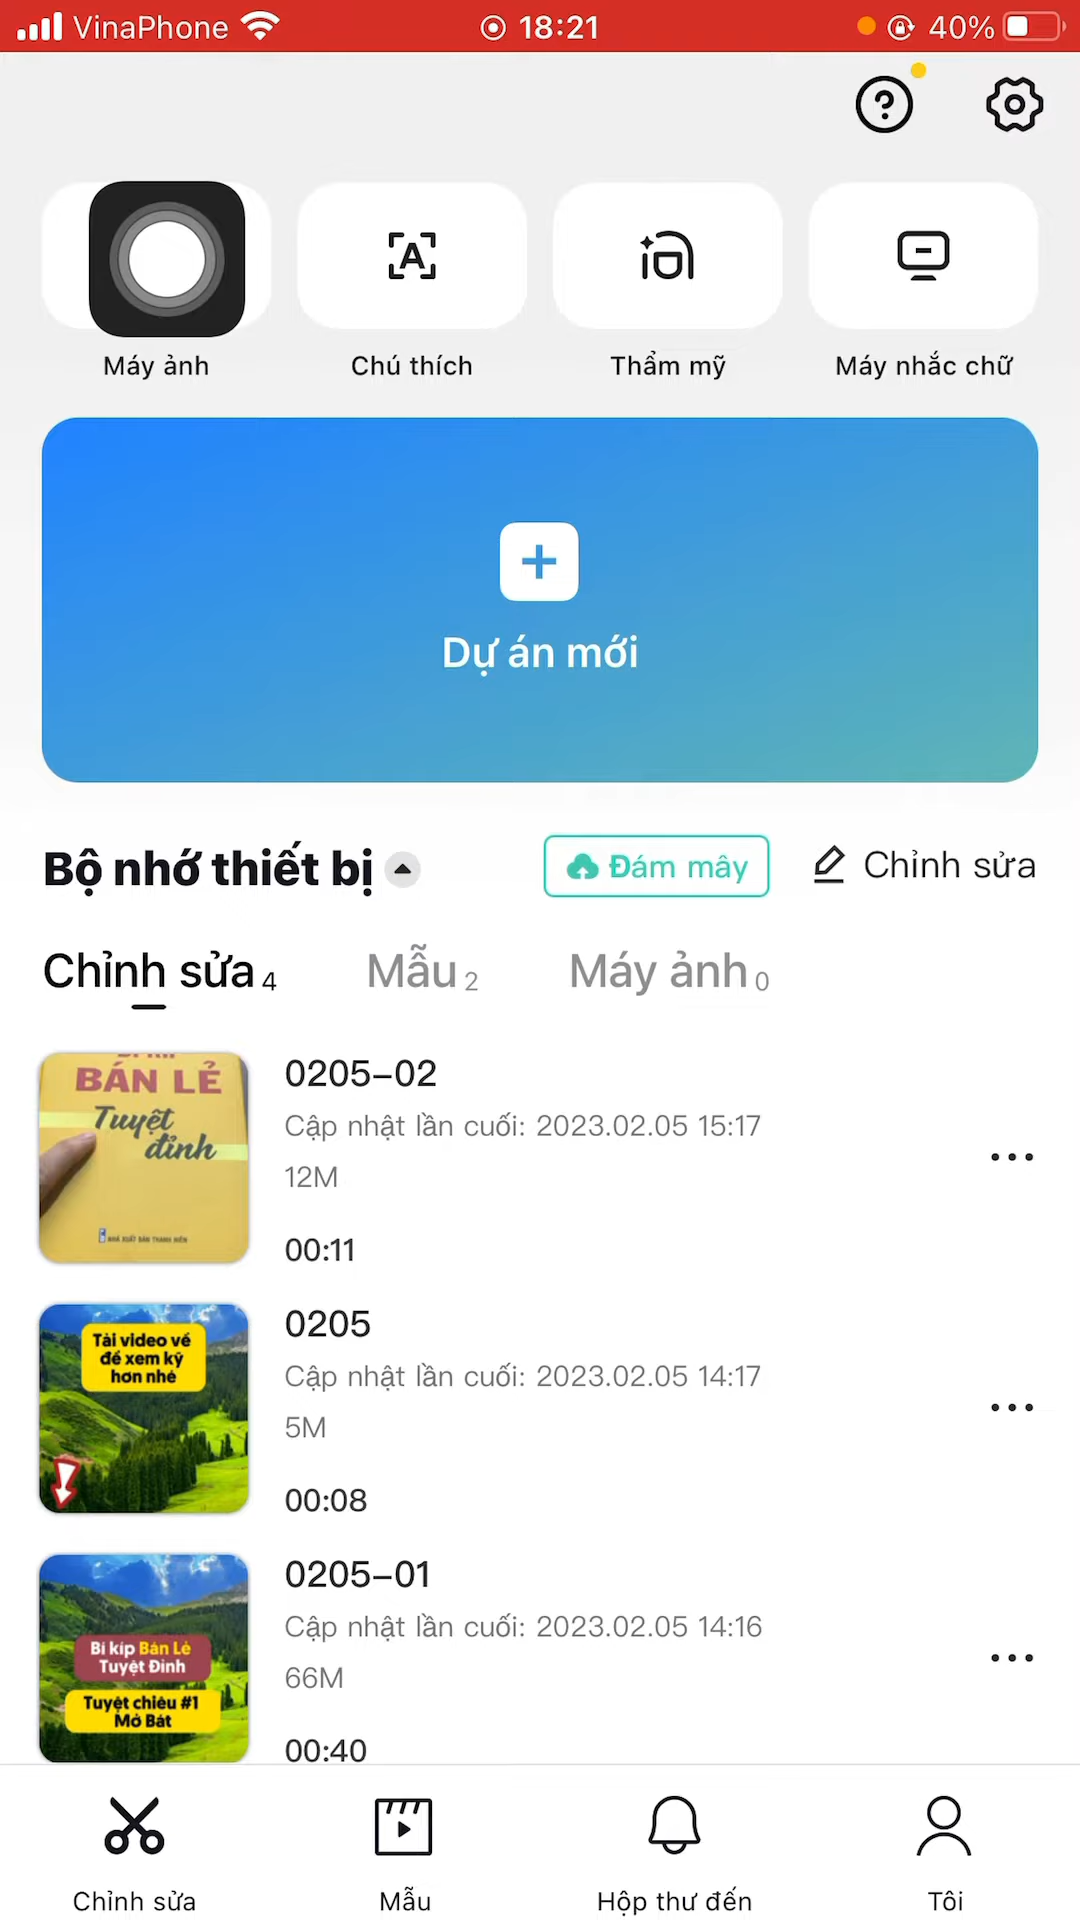 VinaPhone 18:21 40%
Máy ảnh Chú thích Thẩm mỹ Máy nhắc chữ
Dự án mới
Bộ nhớ thiết bị Đám mây Chỉnh sửa
Chỉnh sửa 4 Mẫu 2 Máy ảnh 0
BÁN LẺ
Tuyệt
đỉnh
NHÀ XUẤT BẢN THANH NIÊN
0205-02
Cập nhật lần cuối: 2023.02.05 15:17
12M
00:11
Tải video về
để xem kỹ
hơn nhé
0205
Cập nhật lần cuối: 2023.02.05 14:17
5M
00:08
Bí kíp Bán Lẻ
Tuyệt Đỉnh
Tuyệt chiêu #1
Mở Bát
0205-01
Cập nhật lần cuối: 2023.02.05 14:16
66M
00:40
Chỉnh sửa Mẫu Hộp thư đến Tôi